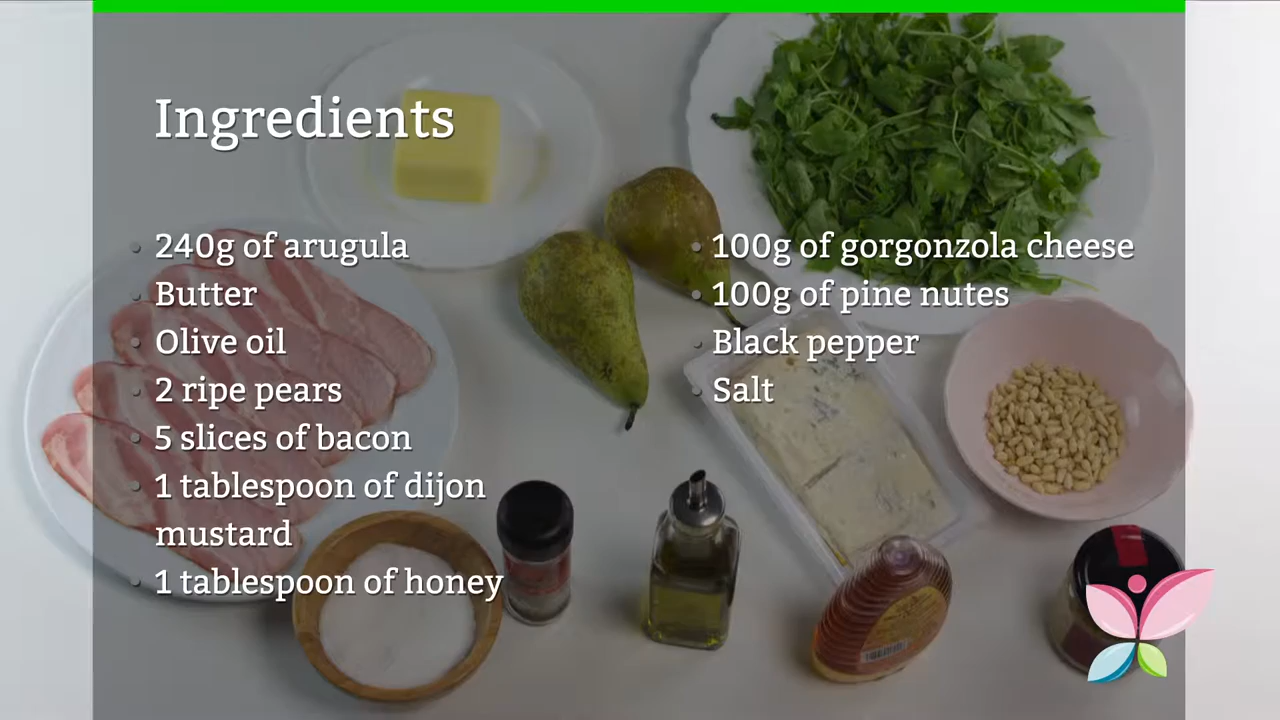 Ingredients
240g of arugula
Butter
Olive oil
2 ripe pears
5 slices of bacon
1 tablespoon of dijon
mustard
1 tablespoon of honey
100g of gorgonzola cheese
100g of pine nutes
Black pepper
Salt